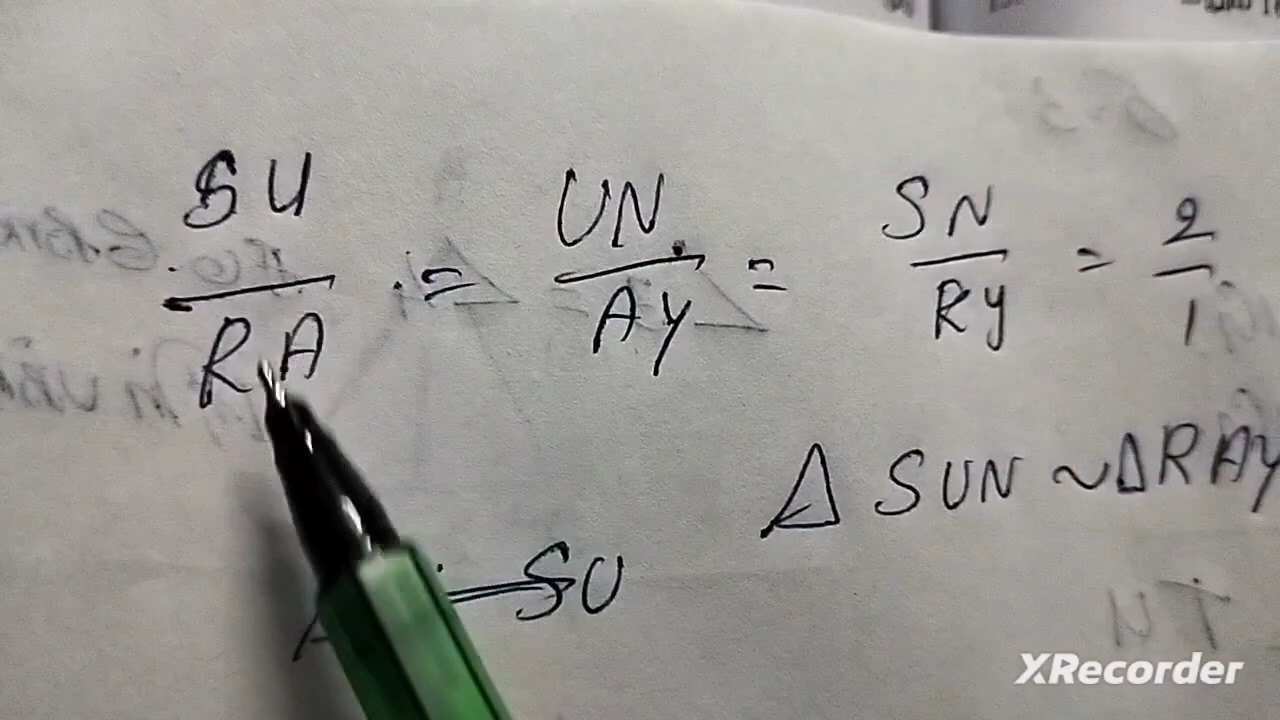 SU/RA = UN/AY = SN/RY = 2/1
Δ SUN ~ Δ RAY
= SU
XRecorder